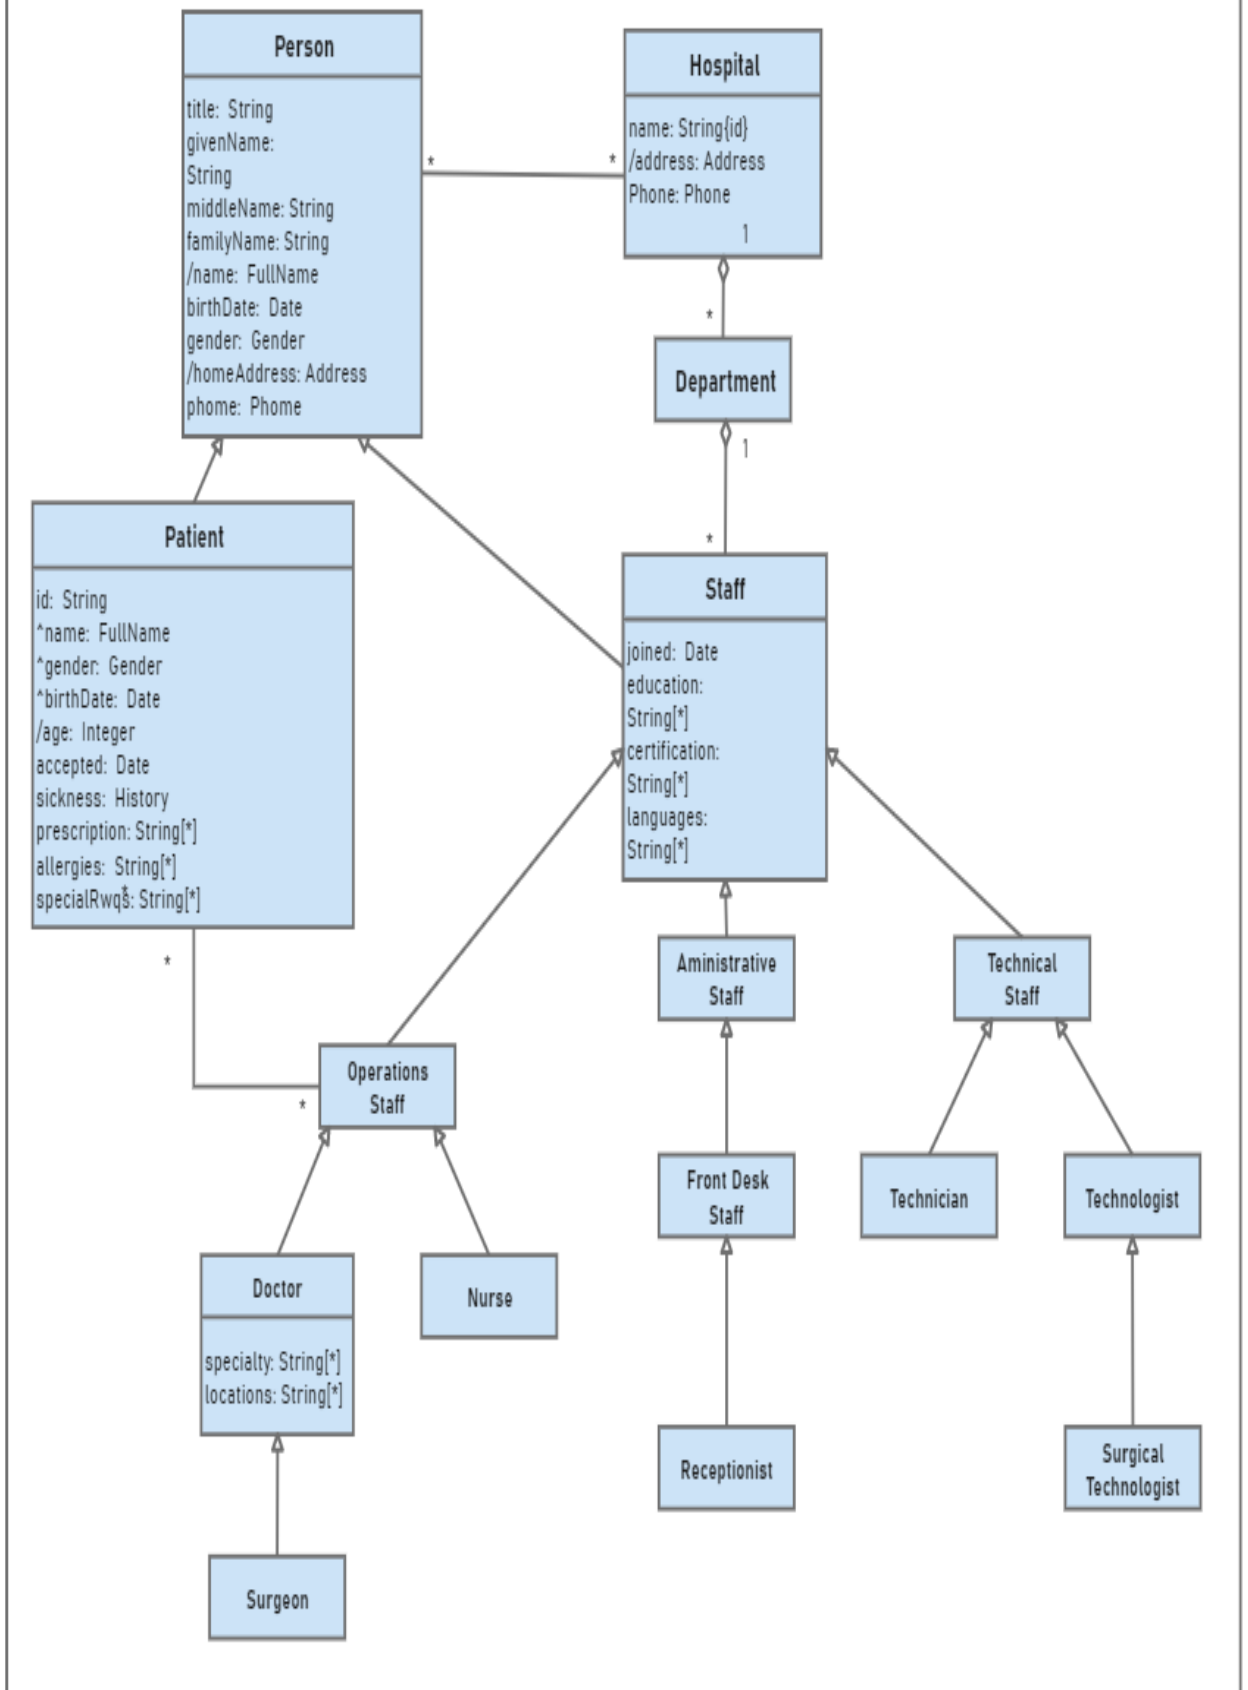 Person
title: String
givenName:
String
middleName: String
familyName: String
/name: FullName
birthDate: Date
gender: Gender
/homeAddress: Address
phome: Phome
*
*
Hospital
name: String{id}
/address: Address
Phone: Phone
1
*
Department
1
*
Patient
id: String
^name: FullName
^gender: Gender
^birthDate: Date
/age: Integer
accepted: Date
sickness: History
prescription: String[*]
allergies: String[*]
*
specialRwqs: String[*]
*
*
Staff
joined: Date
education:
String[*]
certification:
String[*]
languages:
String[*]
Operations
Staff
Aministrative
Staff
Technical
Staff
Doctor
specialty: String[*]
locations: String[*]
Nurse
Front Desk
Staff
Technician
Technologist
Surgeon
Receptionist
Surgical
Technologist